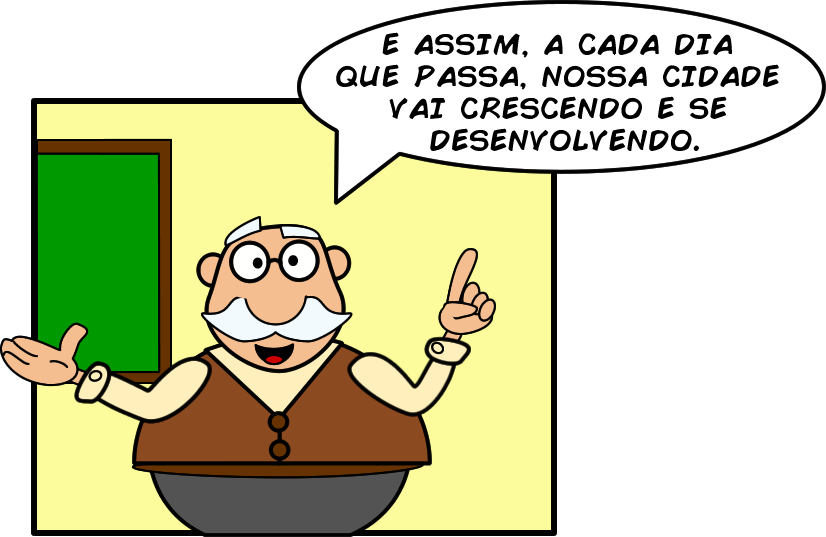 E ASSIM, A CADA DIA
QUE PASSA, NOSSA CIDADE
VAI CRESCENDO E SE
DESENVOLVENDO.